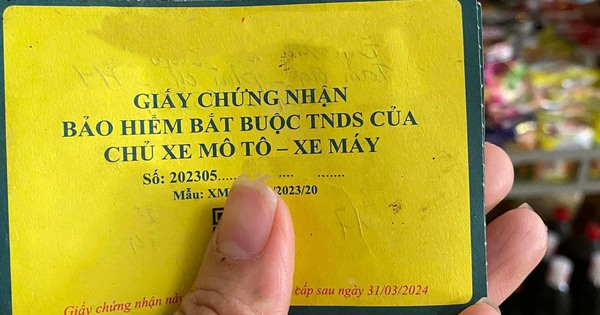 GIẤY CHỨNG NHẬN
BẢO HIỂM BẮT BUỘC TNDS CỦA
CHỦ XE MÔ TÔ – XE MÁY
Số: 202305
Mẫu: XM /2023/20
Giấy chứng nhận này cấp sau ngày 31/03/2024